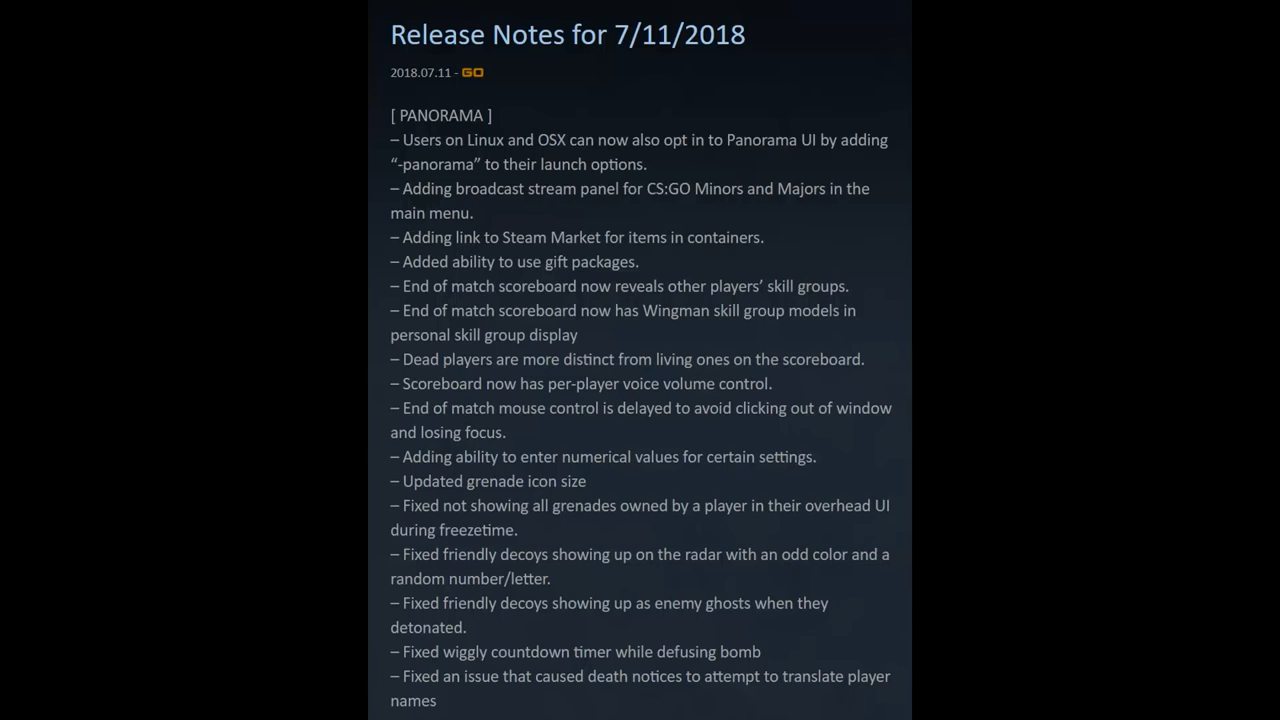 Release Notes for 7/11/2018
2018.07.11 - GO
[ PANORAMA ]
– Users on Linux and OSX can now also opt in to Panorama UI by adding
“-panorama” to their launch options.
– Adding broadcast stream panel for CS:GO Minors and Majors in the
main menu.
– Adding link to Steam Market for items in containers.
– Added ability to use gift packages.
– End of match scoreboard now reveals other players’ skill groups.
– End of match scoreboard now has Wingman skill group models in
personal skill group display
– Dead players are more distinct from living ones on the scoreboard.
– Scoreboard now has per-player voice volume control.
– End of match mouse control is delayed to avoid clicking out of window
and losing focus.
– Adding ability to enter numerical values for certain settings.
– Updated grenade icon size
– Fixed not showing all grenades owned by a player in their overhead UI
during freezetime.
– Fixed friendly decoys showing up on the radar with an odd color and a
random number/letter.
– Fixed friendly decoys showing up as enemy ghosts when they
detonated.
– Fixed wiggly countdown timer while defusing bomb
– Fixed an issue that caused death notices to attempt to translate player
names